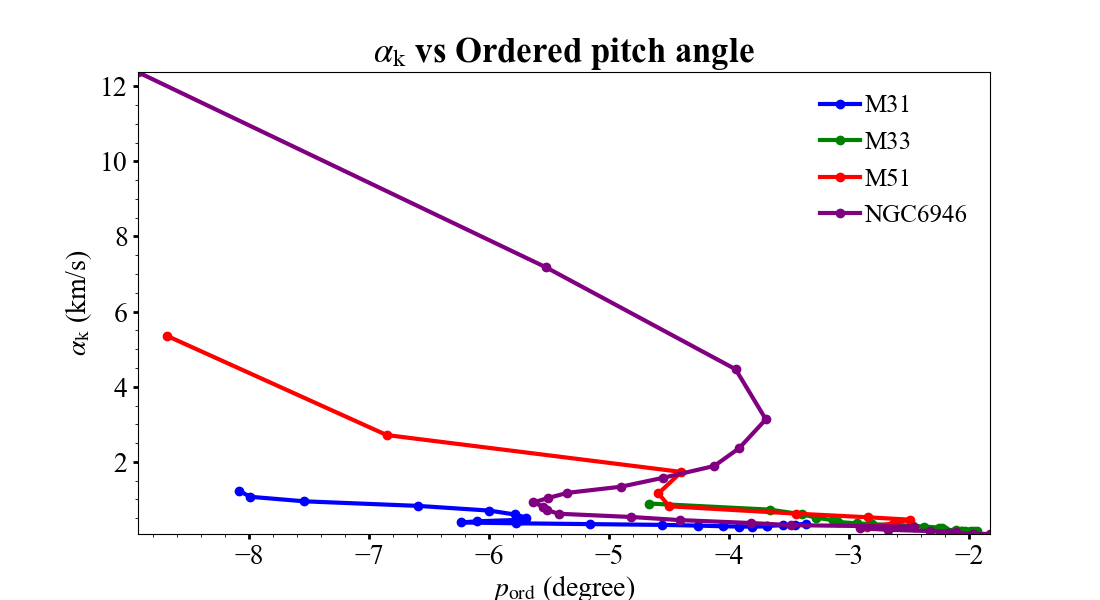 αk vs Ordered pitch angle
12
10
8
6
4
2
αk (km/s)
M31
M33
M51
NGC6946
−8
−7
−6
−5
−4
−3
−2
pord (degree)